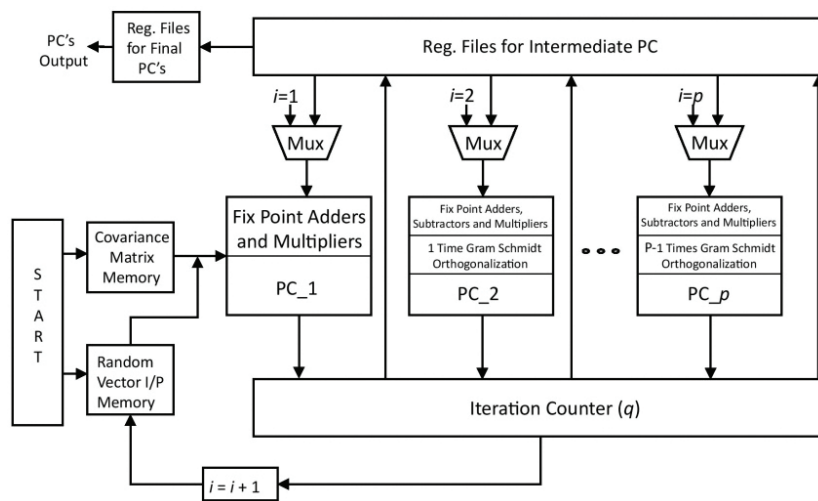 PC's
Output
Reg. Files
for Final
PC's
Reg. Files for Intermediate PC
i=1
i=2
i=p
Mux
Mux
Mux
START
Covariance
Matrix
Memory
Random
Vector I/P
Memory
Fix Point Adders
and Multipliers
PC_1
Fix Point Adders,
Subtractors and Multipliers
1 Time Gram Schmidt
Orthogonalization
PC_2
Fix Point Adders,
Subtractors and Multipliers
P-1 Times Gram Schmidt
Orthogonalization
PC_p
Iteration Counter (q)
i = i + 1